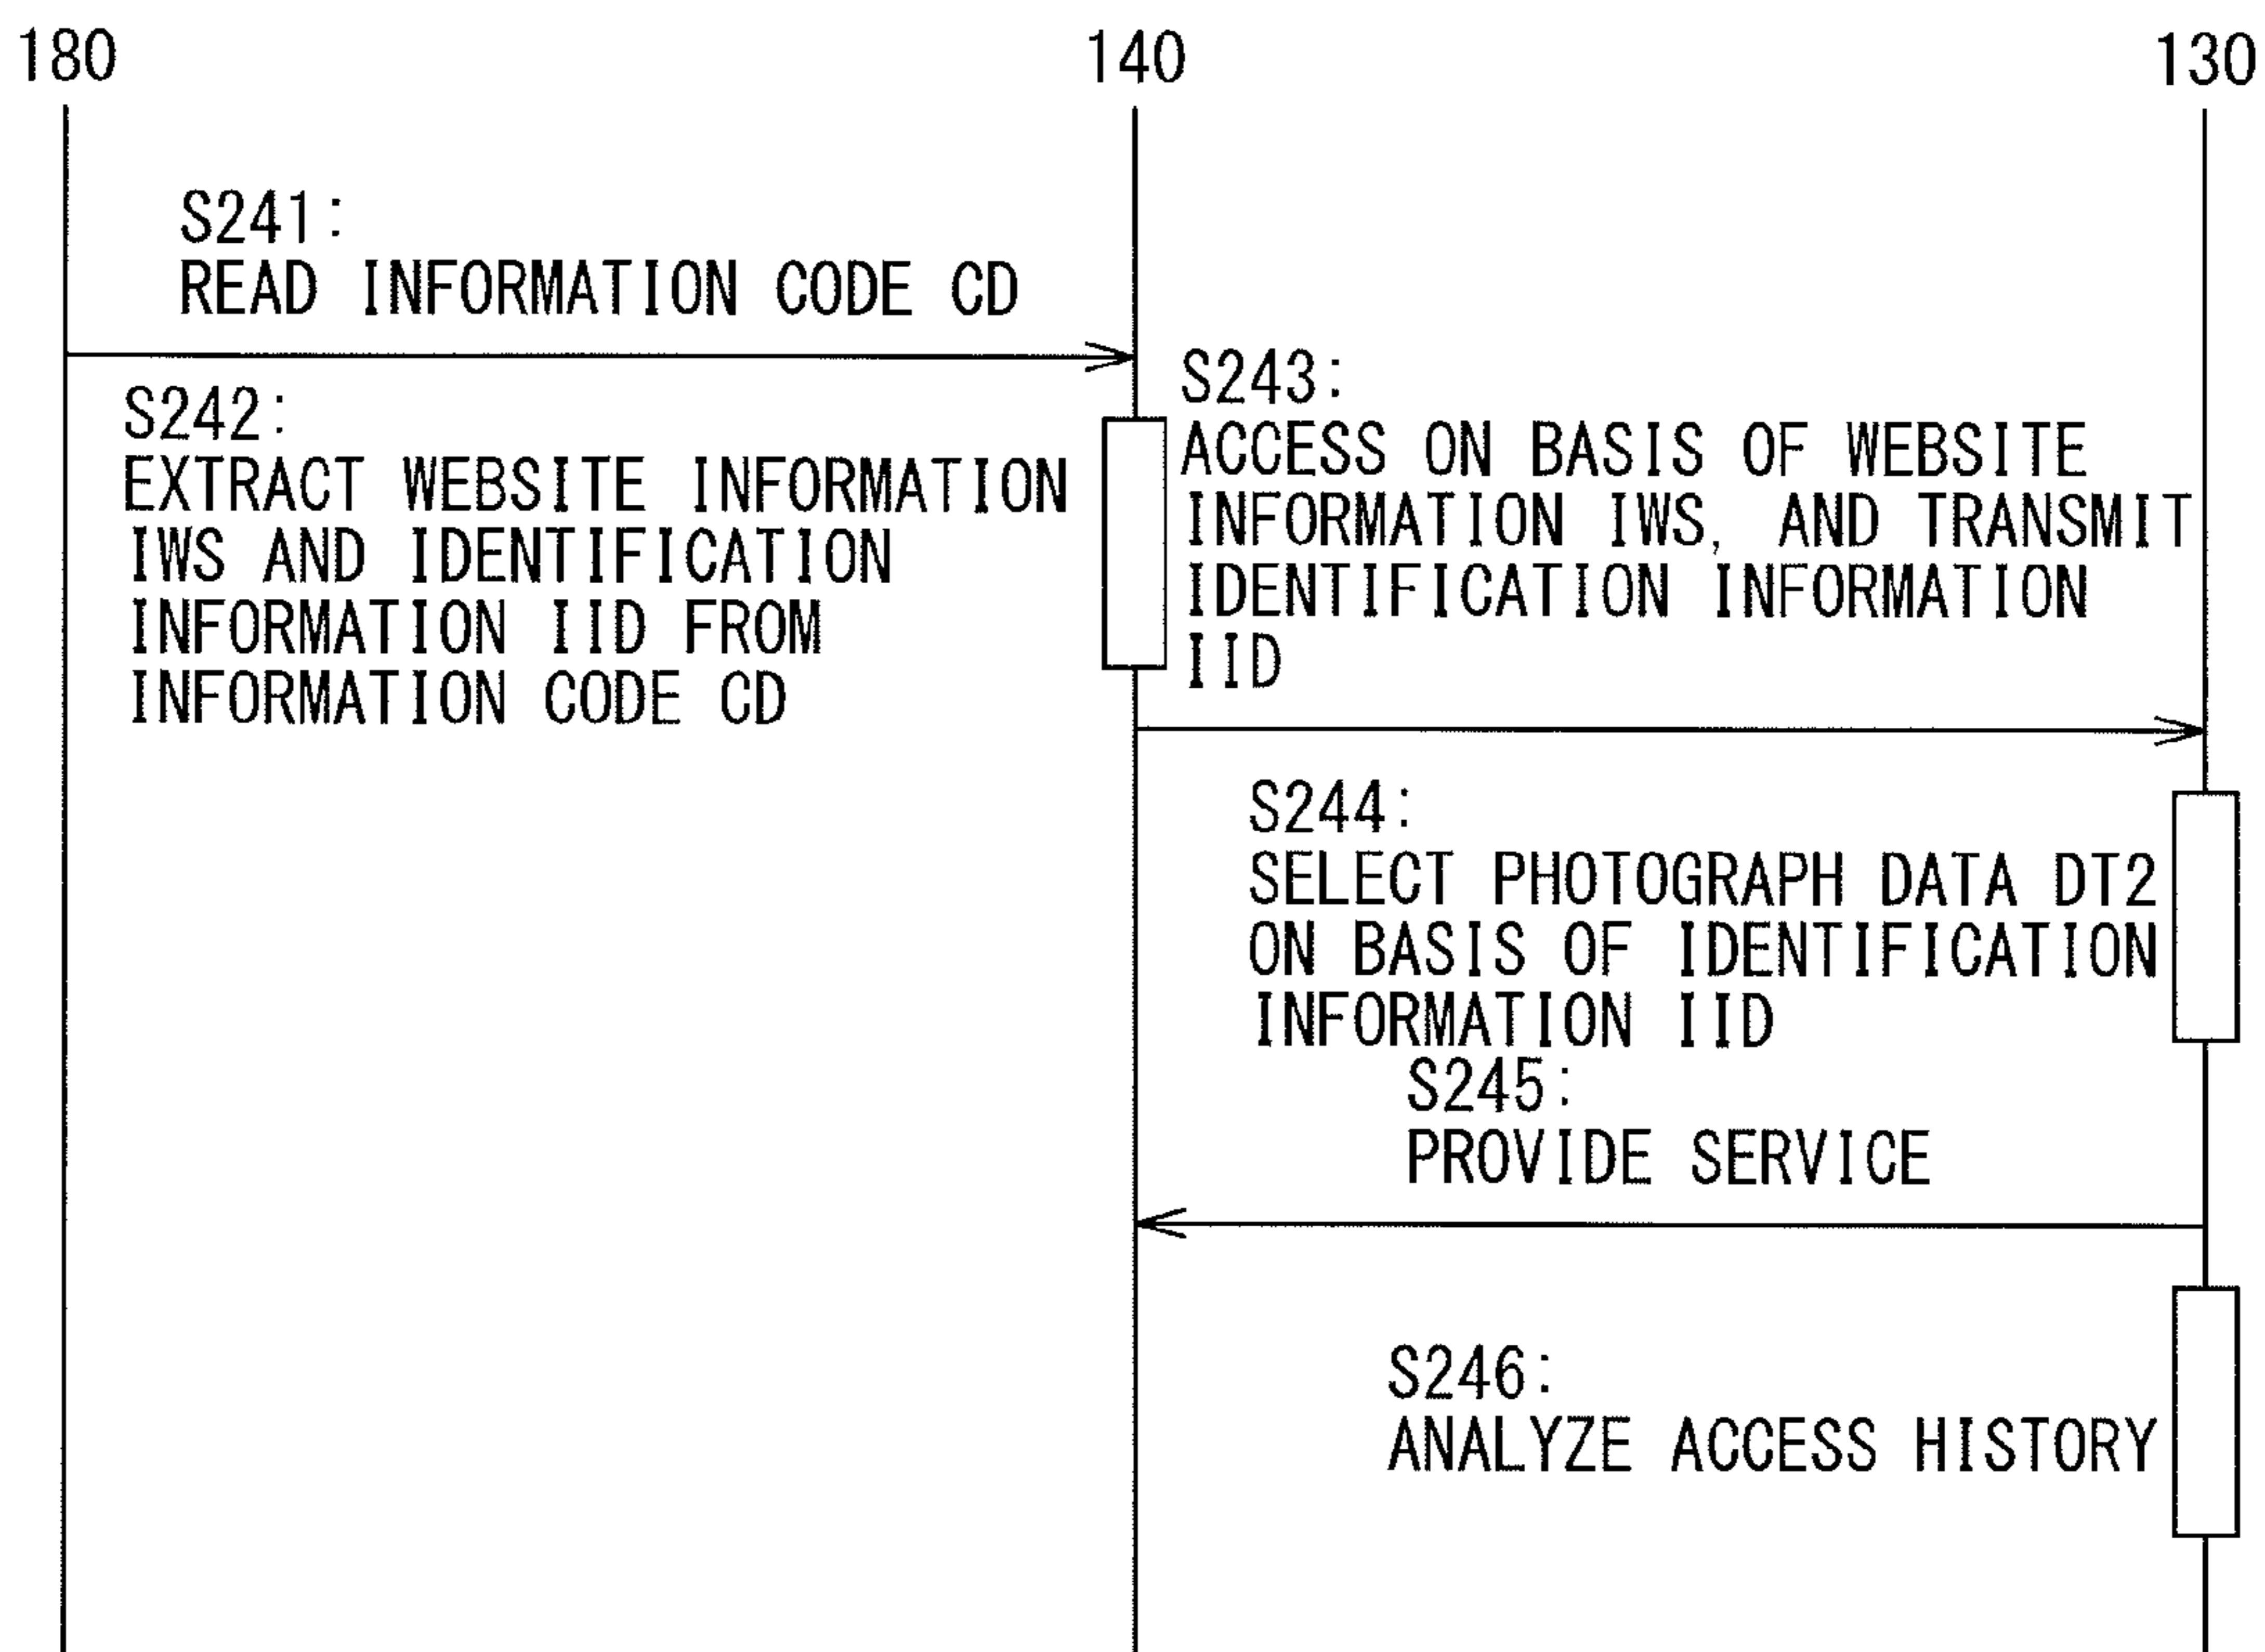 180
140
130
S241:
READ INFORMATION CODE CD
S242:
EXTRACT WEBSITE INFORMATION
IWS AND IDENTIFICATION
INFORMATION IID FROM
INFORMATION CODE CD
S243:
ACCESS ON BASIS OF WEBSITE
INFORMATION IWS, AND TRANSMIT
IDENTIFICATION INFORMATION
IID
S244:
SELECT PHOTOGRAPH DATA DT2
ON BASIS OF IDENTIFICATION
INFORMATION IID
S245:
PROVIDE SERVICE
S246:
ANALYZE ACCESS HISTORY